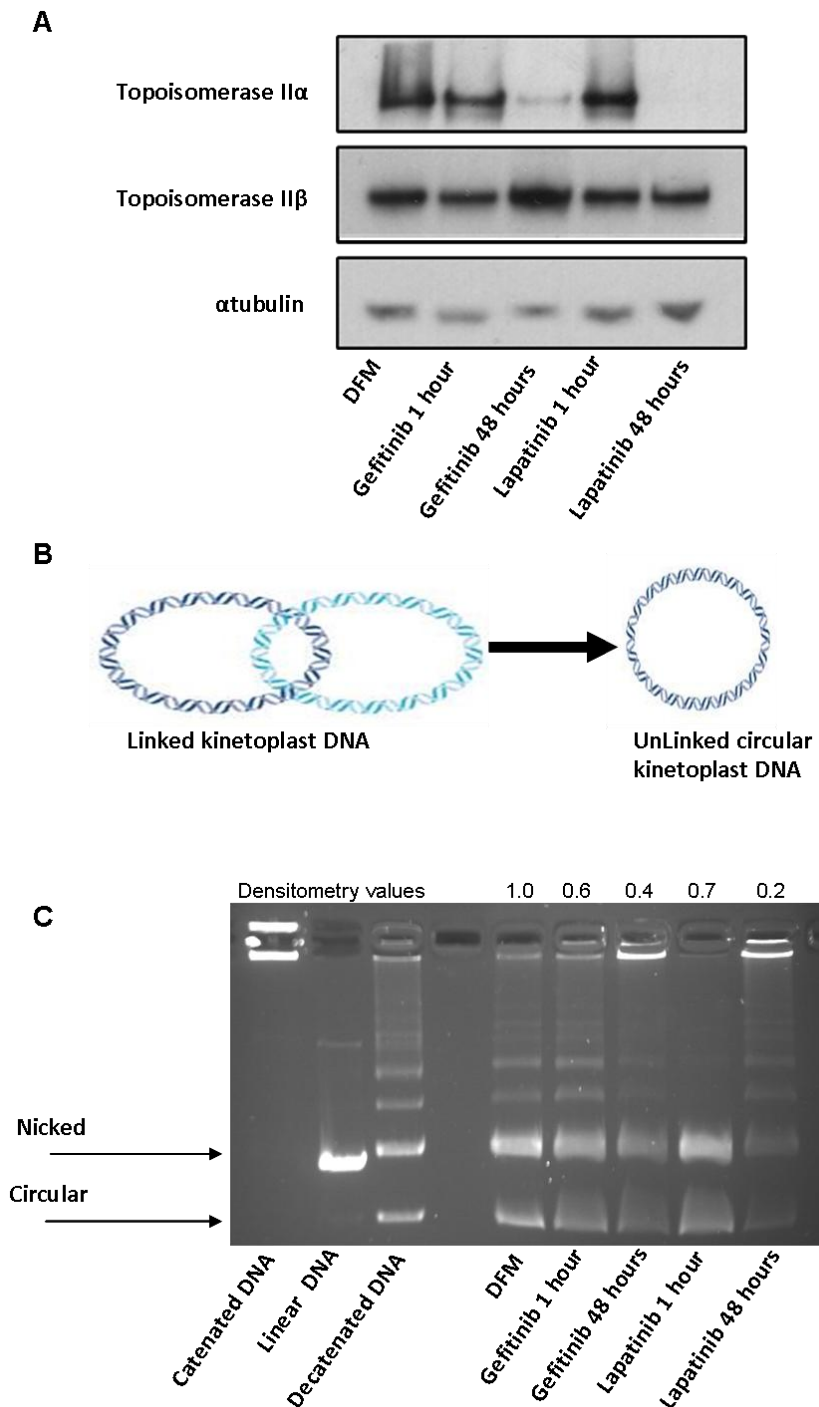 A
Topoisomerase IIα
Topoisomerase IIβ
αtubulin
DFM
Gefitinib 1 hour
Gefitinib 48 hours
Lapatinib 1 hour
Lapatinib 48 hours
B
Linked kinetoplast DNA
UnLinked circular
kinetoplast DNA
C
Densitometry values 1.0 0.6 0.4 0.7 0.2
Nicked
Circular
Catenated DNA
Linear DNA
Decatenated DNA
DFM
Gefitinib 1 hour
Gefitinib 48 hours
Lapatinib 1 hour
Lapatinib 48 hours